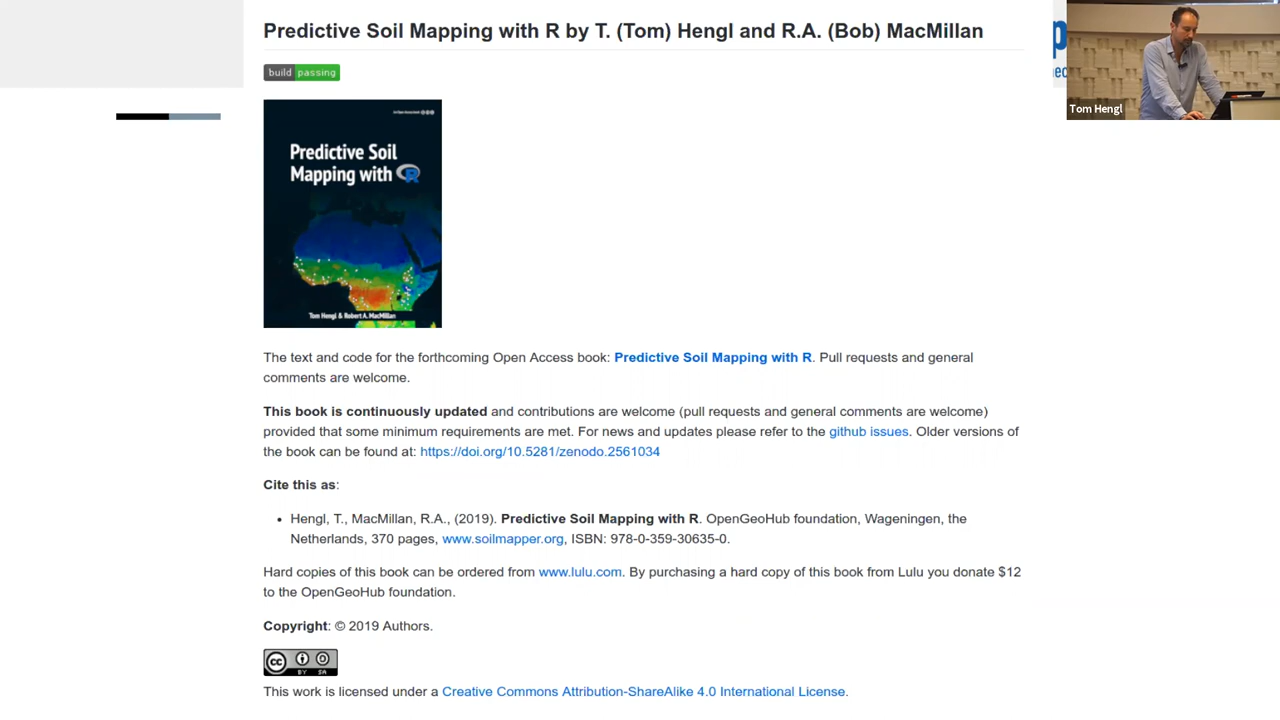 Predictive Soil Mapping with R by T. (Tom) Hengl and R.A. (Bob) MacMillan
Tom Hengl
build passing
Predictive Soil
Mapping with R
Tom Hengl & Robert A. MacMillan
The text and code for the forthcoming Open Access book: Predictive Soil Mapping with R. Pull requests and general
comments are welcome.
This book is continuously updated and contributions are welcome (pull requests and general comments are welcome)
provided that some minimum requirements are met. For news and updates please refer to the github issues. Older versions of
the book can be found at: https://doi.org/10.5281/zenodo.2561034
Cite this as:
• Hengl, T., MacMillan, R.A., (2019). Predictive Soil Mapping with R. OpenGeoHub foundation, Wageningen, the
Netherlands, 370 pages, www.soilmapper.org, ISBN: 978-0-359-30635-0.
Hard copies of this book can be ordered from www.lulu.com. By purchasing a hard copy of this book from Lulu you donate $12
to the OpenGeoHub foundation.
Copyright: © 2019 Authors.
cc BY SA
This work is licensed under a Creative Commons Attribution-ShareAlike 4.0 International License.